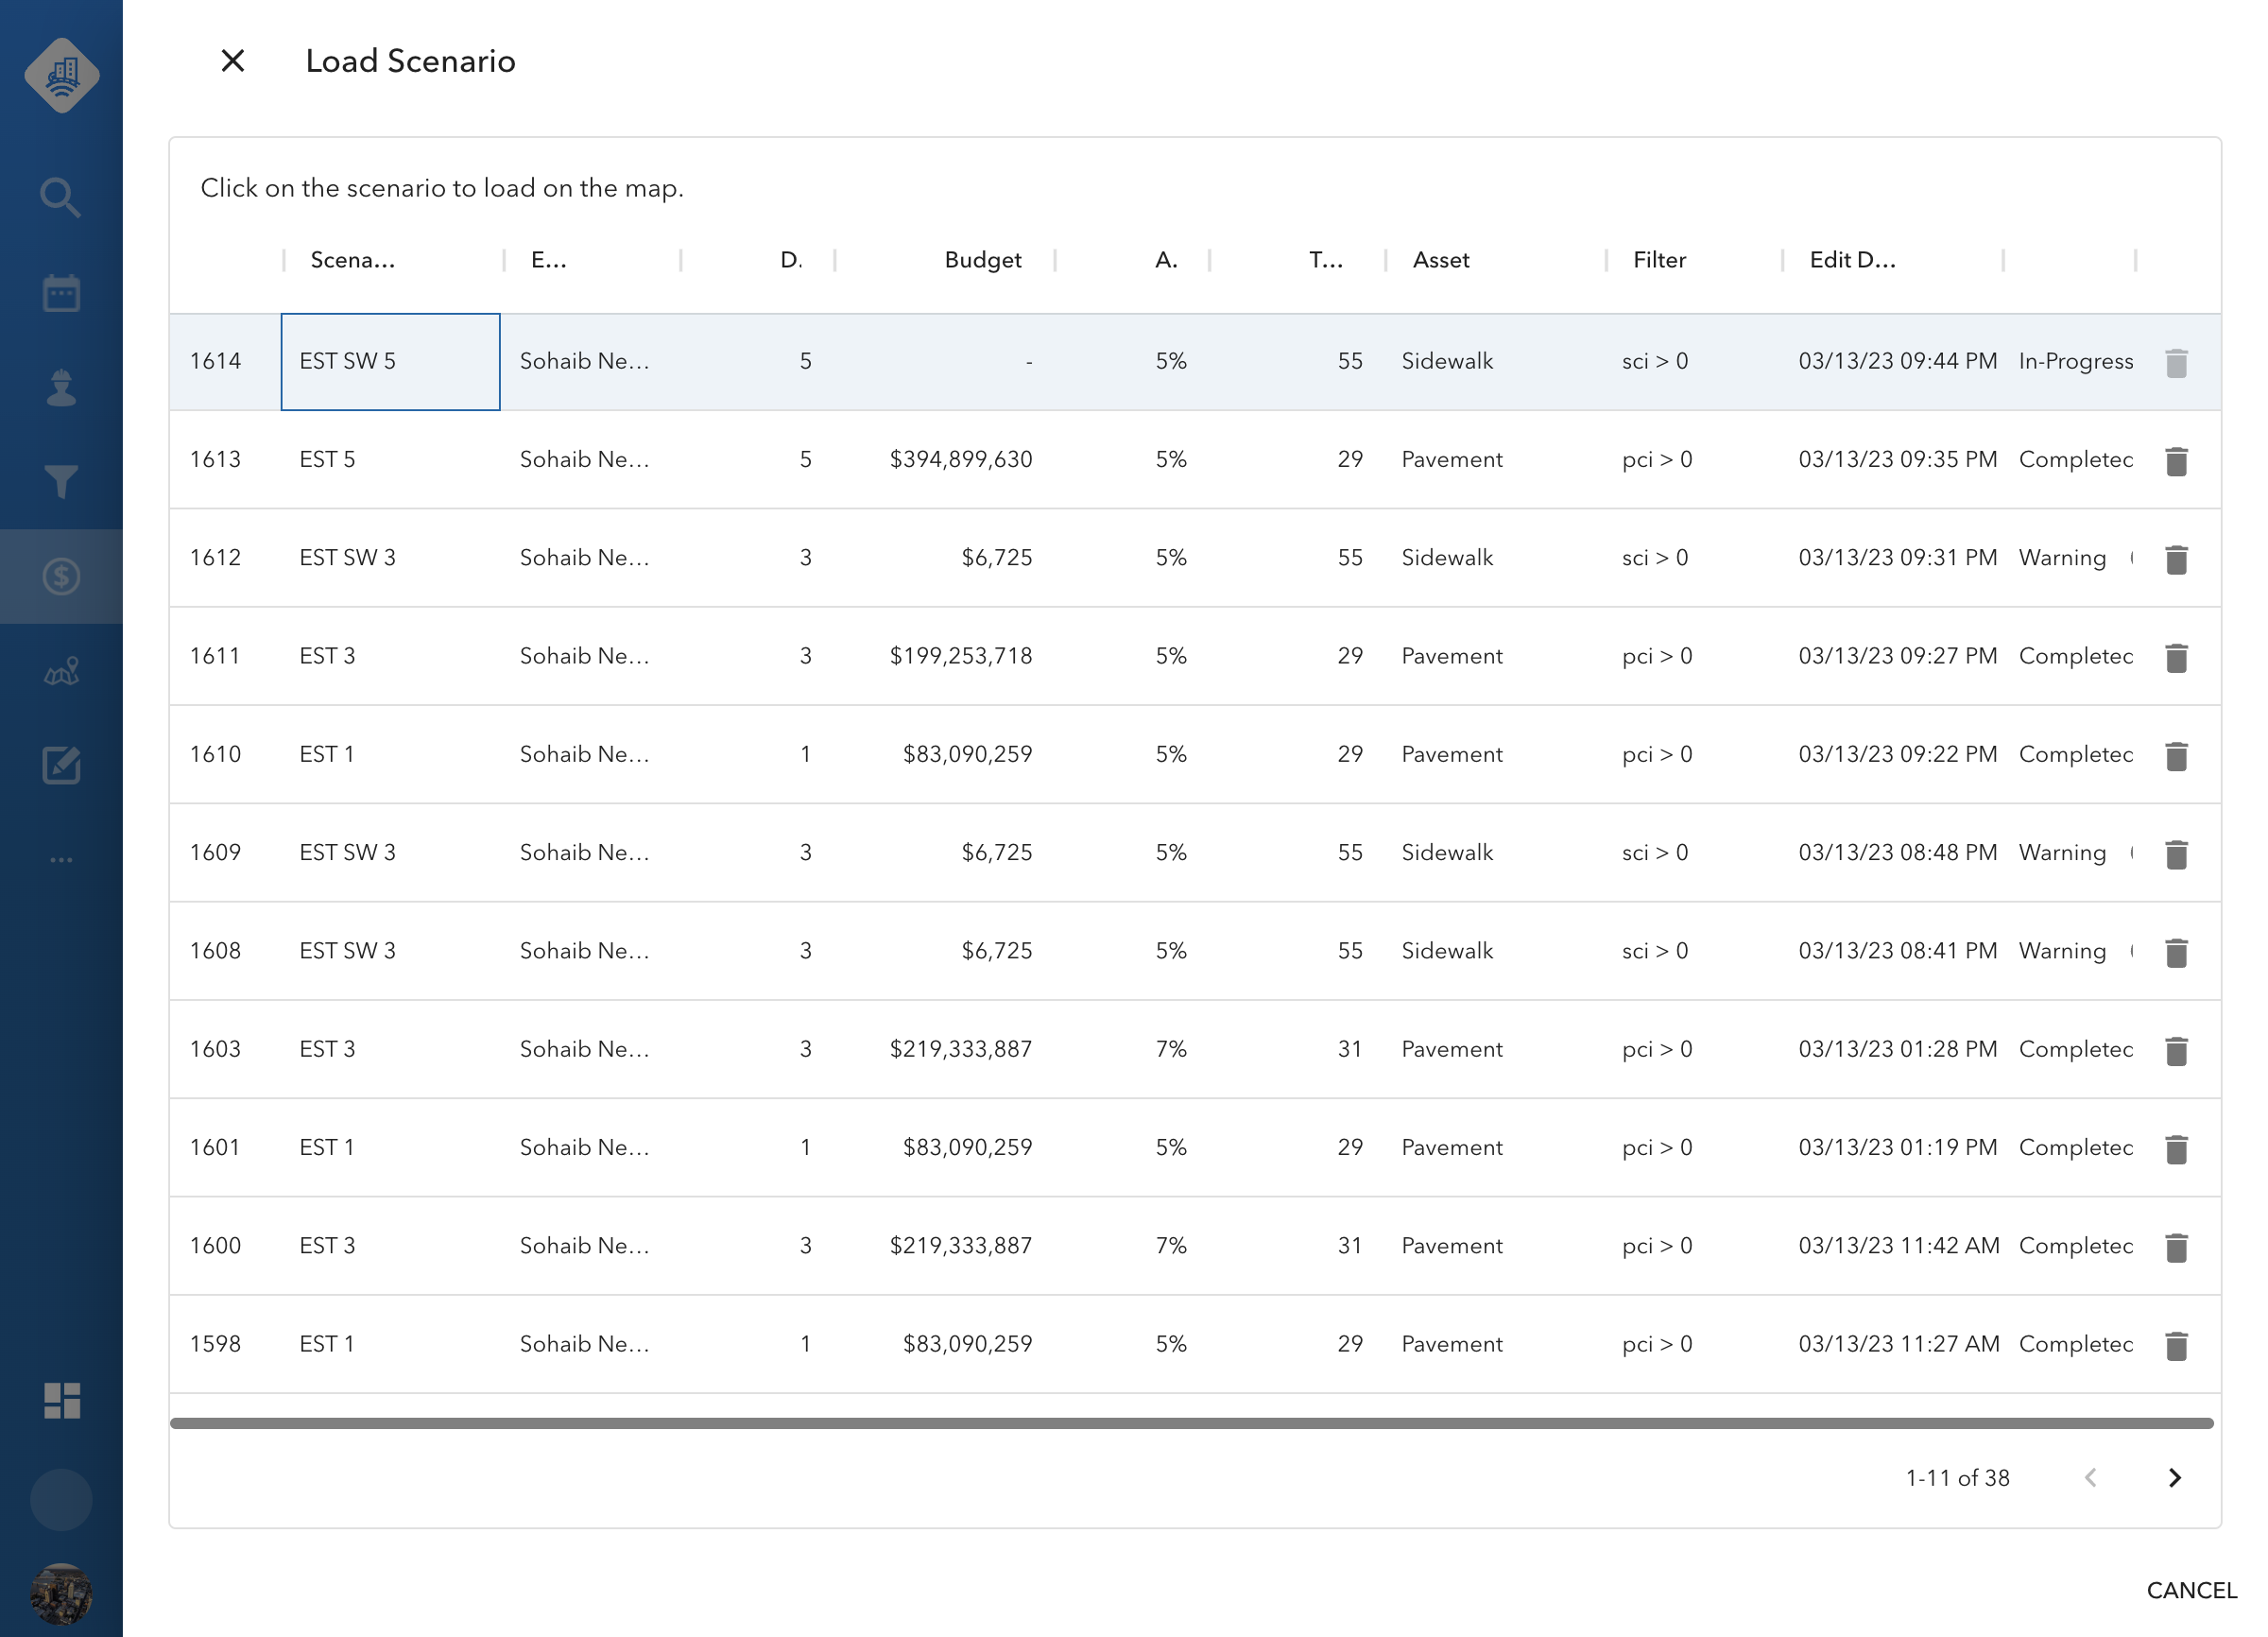 Load Scenario
Click on the scenario to load on the map.
Scena... E... D. Budget A. T... Asset Filter Edit D...
1614 EST SW 5 Sohaib Ne... 5 - 5% 55 Sidewalk sci > 0 03/13/23 09:44 PM In-Progress
1613 EST 5 Sohaib Ne... 5 $394,899,630 5% 29 Pavement pci > 0 03/13/23 09:35 PM Completed
1612 EST SW 3 Sohaib Ne... 3 $6,725 5% 55 Sidewalk sci > 0 03/13/23 09:31 PM Warning
1611 EST 3 Sohaib Ne... 3 $199,253,718 5% 29 Pavement pci > 0 03/13/23 09:27 PM Completed
1610 EST 1 Sohaib Ne... 1 $83,090,259 5% 29 Pavement pci > 0 03/13/23 09:22 PM Completed
1609 EST SW 3 Sohaib Ne... 3 $6,725 5% 55 Sidewalk sci > 0 03/13/23 08:48 PM Warning
1608 EST SW 3 Sohaib Ne... 3 $6,725 5% 55 Sidewalk sci > 0 03/13/23 08:41 PM Warning
1603 EST 3 Sohaib Ne... 3 $219,333,887 7% 31 Pavement pci > 0 03/13/23 01:28 PM Completed
1601 EST 1 Sohaib Ne... 1 $83,090,259 5% 29 Pavement pci > 0 03/13/23 01:19 PM Completed
1600 EST 3 Sohaib Ne... 3 $219,333,887 7% 31 Pavement pci > 0 03/13/23 11:42 AM Completed
1598 EST 1 Sohaib Ne... 1 $83,090,259 5% 29 Pavement pci > 0 03/13/23 11:27 AM Completed
1-11 of 38
CANCEL